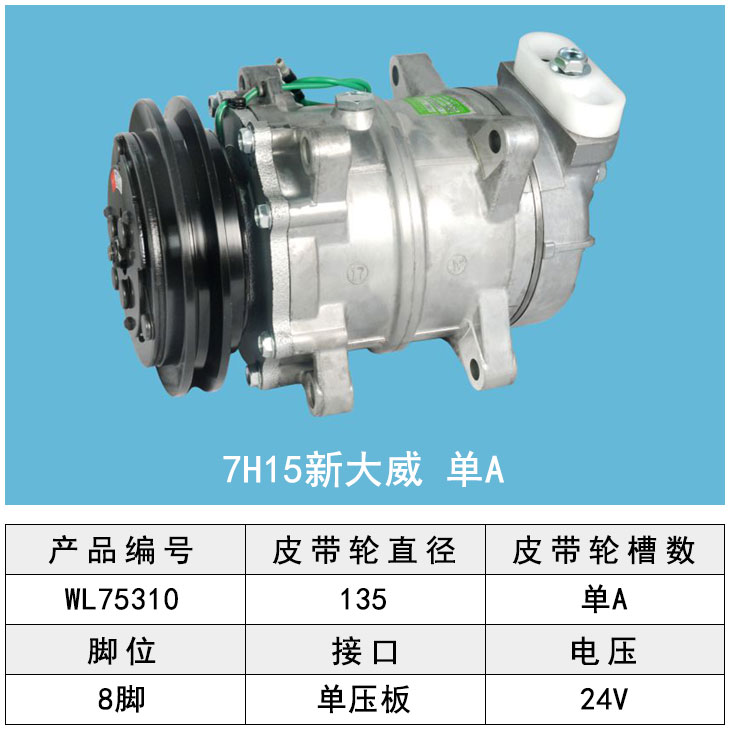 7H15新大威 单A
产品编号 皮带轮直径 皮带轮槽数
WL75310 135 单A
脚位 接口 电压
8脚 单压板 24V